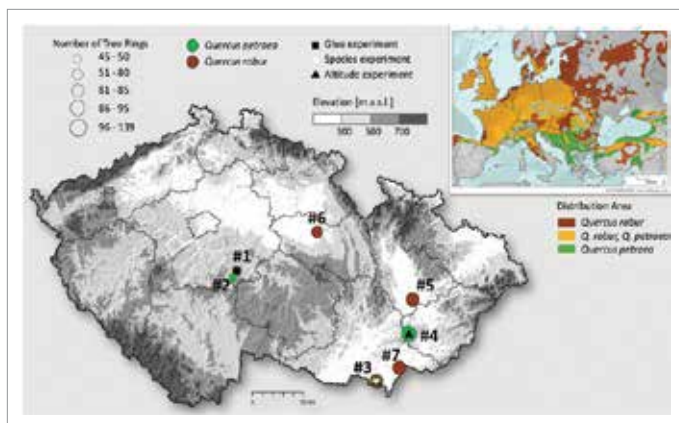 Number of Tree Rings
45 - 50
51 - 80
81 - 85
86 - 95
96 - 139
Quercus petraea
Quercus robur
Glue experiment
Species experiment
Altitude experiment
Elevation [m a.s.l.]
300 500 700
Distribution Area
Quercus robur
Q. robur, Q. petraea
Quercus petraea
#6
#1
#2
#5
#4
#7
#3